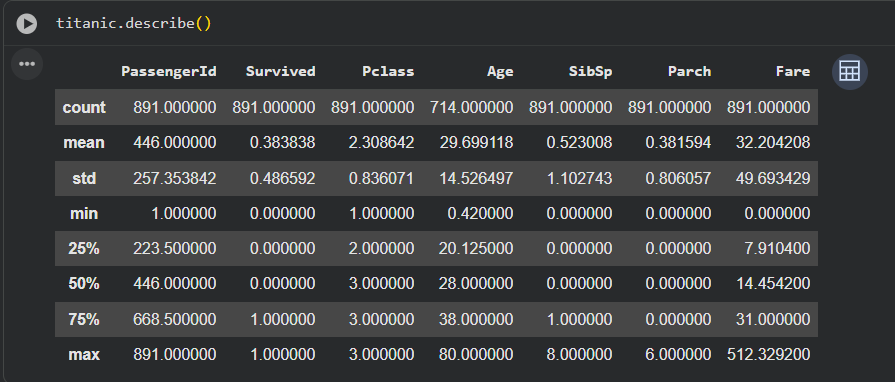 titanic.describe()
PassengerId Survived Pclass Age SibSp Parch Fare
count 891.000000 891.000000 891.000000 714.000000 891.000000 891.000000 891.000000
mean 446.000000 0.383838 2.308642 29.699118 0.523008 0.381594 32.204208
std 257.353842 0.486592 0.836071 14.526497 1.102743 0.806057 49.693429
min 1.000000 0.000000 1.000000 0.420000 0.000000 0.000000 0.000000
25% 223.500000 0.000000 2.000000 20.125000 0.000000 0.000000 7.910400
50% 446.000000 0.000000 3.000000 28.000000 0.000000 0.000000 14.454200
75% 668.500000 1.000000 3.000000 38.000000 1.000000 0.000000 31.000000
max 891.000000 1.000000 3.000000 80.000000 8.000000 6.000000 512.329200